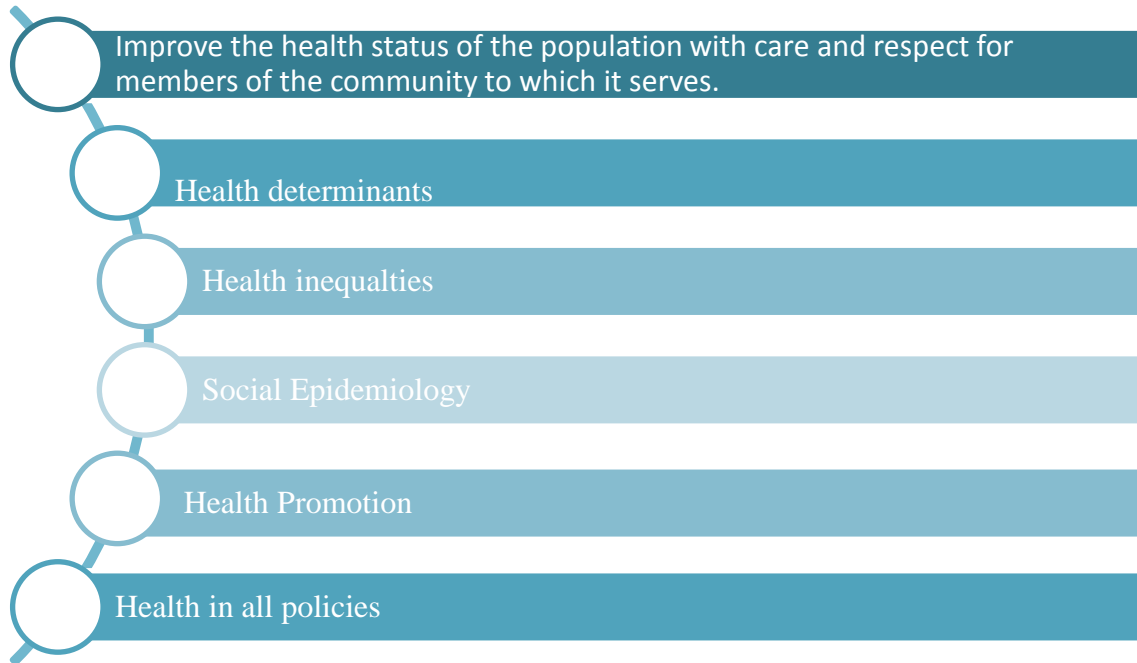 Improve the health status of the population with care and respect for
members of the community to which it serves.
Health determinants
Health inequalties
Social Epidemiology
Health Promotion
Health in all policies